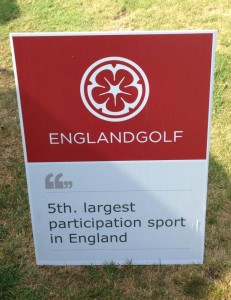 ENGLANDGOLF
5th. largest
participation sport
in England